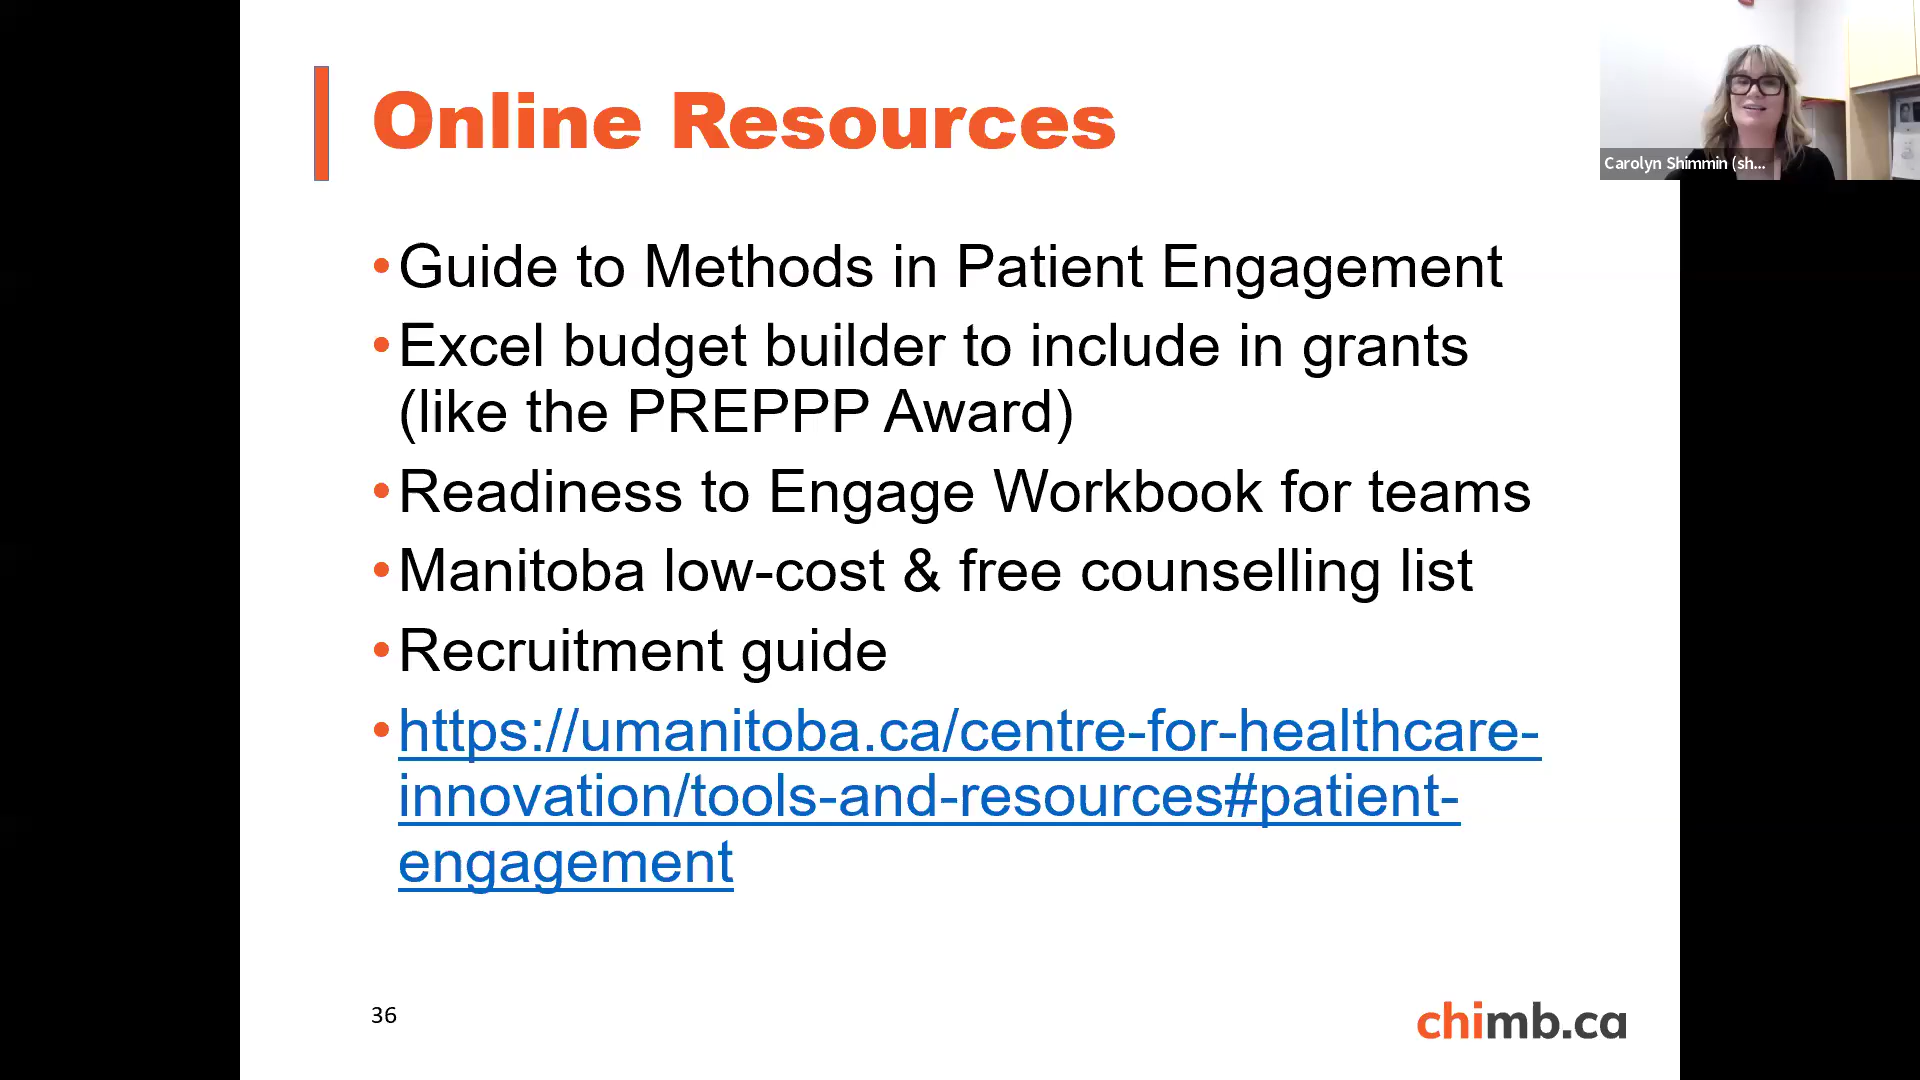 Online Resources
Carolyn Shimmin (sh...
•Guide to Methods in Patient Engagement
•Excel budget builder to include in grants
(like the PREPPP Award)
•Readiness to Engage Workbook for teams
•Manitoba low-cost & free counselling list
•Recruitment guide
•https://umanitoba.ca/centre-for-healthcare-
innovation/tools-and-resources#patient-
engagement
36
chimb.ca